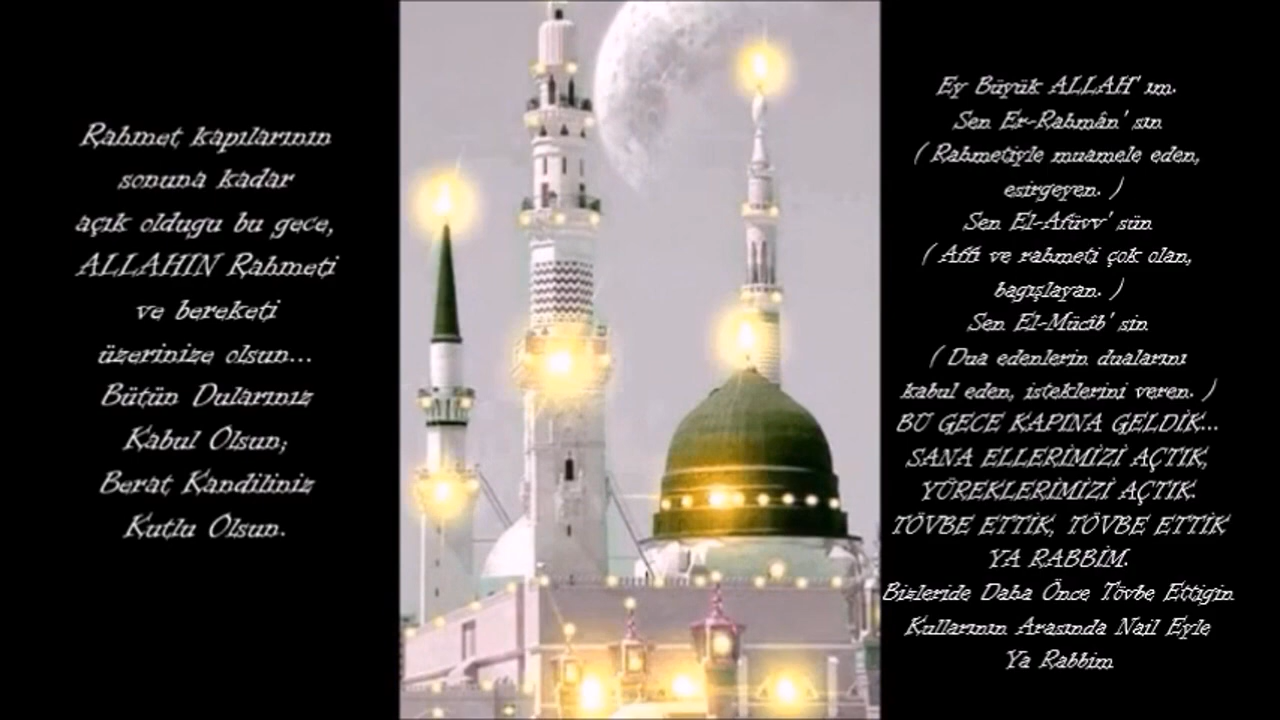 Rahmet kapılarının
sonuna kadar
açık oldugu bu gece,
ALLAHIN Rahmeti
ve bereketi
üzerinize olsun...
Bütün Dularınız
Kabul Olsun;
Berat Kandiliniz
Kutlu Olsun.
Ey Büyük ALLAH' ım.
Sen Er-Rahmân' sın
( Rahmetiyle muamele eden,
esirgeyen. )
Sen El-Afüvv' sün
( Affı ve rahmeti çok olan,
bagışlayan. )
Sen El-Mücîb' sin
( Dua edenlerin dualarını
kabul eden, isteklerini veren. )
BU GECE KAPINA GELDİK...
SANA ELLERİMİZİ AÇTIK,
YÜREKLERİMİZİ AÇTIK.
TÖVBE ETTİK, TÖVBE ETTİK
YA RABBİM.
Bizleride Daha Önce Tövbe Ettigin
Kullarının Arasında Nail Eyle
Ya Rabbim